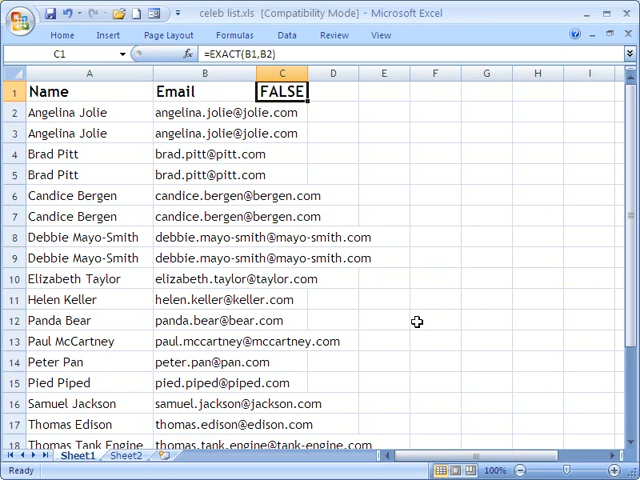 celeb list.xls [Compatibility Mode] - Microsoft Excel
Home Insert Page Layout Formulas Data Review View
C1 =EXACT(B1,B2)
A B C D E F G H I
1 Name Email FALSE
2 Angelina Jolie angelina.jolie@jolie.com
3 Angelina Jolie angelina.jolie@jolie.com
4 Brad Pitt brad.pitt@pitt.com
5 Brad Pitt brad.pitt@pitt.com
6 Candice Bergen candice.bergen@bergen.com
7 Candice Bergen candice.bergen@bergen.com
8 Debbie Mayo-Smith debbie.mayo-smith@mayo-smith.com
9 Debbie Mayo-Smith debbie.mayo-smith@mayo-smith.com
10 Elizabeth Taylor elizabeth.taylor@taylor.com
11 Helen Keller helen.keller@keller.com
12 Panda Bear panda.bear@bear.com
13 Paul McCartney paul.mccartney@mccartney.com
14 Peter Pan peter.pan@pan.com
15 Pied Piped pied.piped@piped.com
16 Samuel Jackson samuel.jackson@jackson.com
17 Thomas Edison thomas.edison@edison.com
18 Thomas Tank Engine thomas.tank.engine@tank-engine.com
Sheet1 Sheet2
Ready 100%